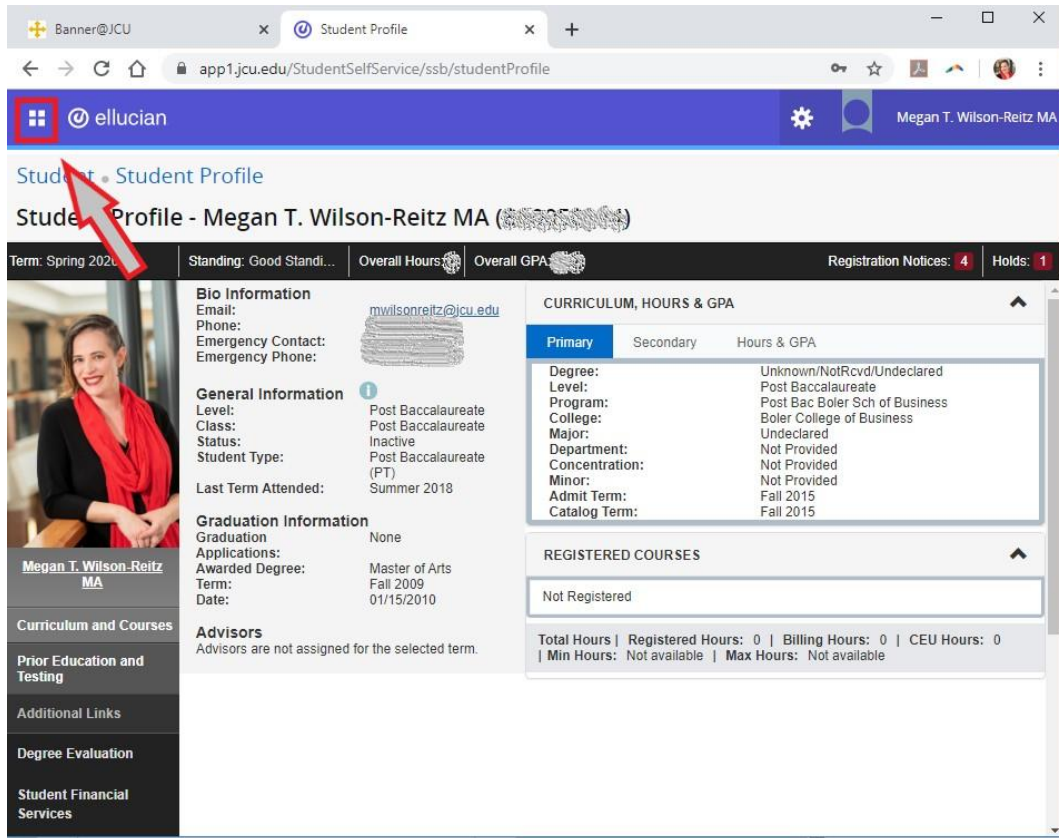 Banner@JCU
Student Profile
app1.jcu.edu/StudentSelfService/ssb/studentProfile
ellucian
Megan T. Wilson-Reitz MA
Student • Student Profile
Student Profile - Megan T. Wilson-Reitz MA (
Term: Spring 202
Standing: Good Standi...
Overall Hours:
Overall GPA:
Registration Notices: 4
Holds: 1
Megan T. Wilson-Reitz
MA
Curriculum and Courses
Prior Education and
Testing
Additional Links
Degree Evaluation
Student Financial
Services
Bio Information
Email: mwilsonreitz@jcu.edu
Phone:
Emergency Contact:
Emergency Phone:
General Information
Level: Post Baccalaureate
Class: Post Baccalaureate
Status: Inactive
Student Type: Post Baccalaureate
(PT)
Last Term Attended: Summer 2018
Graduation Information
Graduation None
Applications:
Awarded Degree: Master of Arts
Term: Fall 2009
Date: 01/15/2010
Advisors
Advisors are not assigned for the selected term.
CURRICULUM, HOURS & GPA
Primary Secondary Hours & GPA
Degree: Unknown/NotRcvd/Undeclared
Level: Post Baccalaureate
Program: Post Bac Boler Sch of Business
College: Boler College of Business
Major: Undeclared
Department: Not Provided
Concentration: Not Provided
Minor: Not Provided
Admit Term: Fall 2015
Catalog Term: Fall 2015
REGISTERED COURSES
Not Registered
Total Hours | Registered Hours: 0 | Billing Hours: 0 | CEU Hours: 0
| Min Hours: Not available | Max Hours: Not available